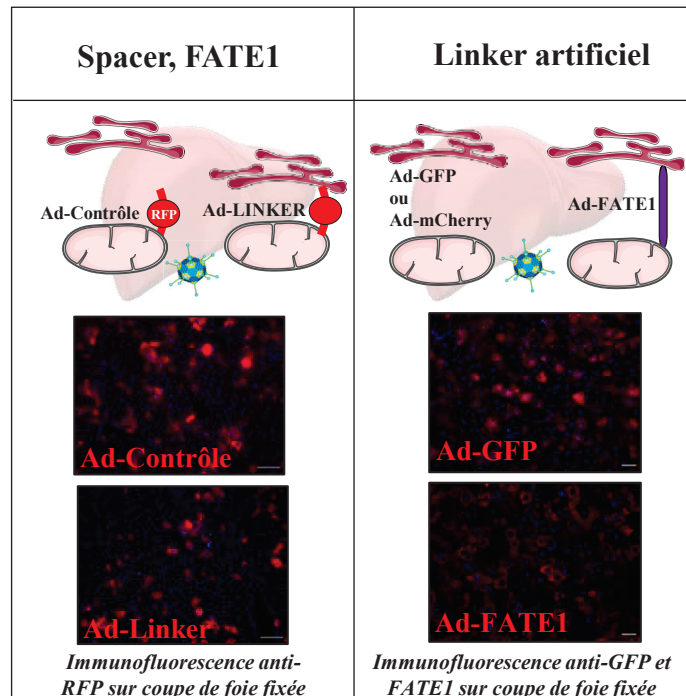 Spacer, FATE1
Ad-Contrôle
RFP
Ad-LINKER
Ad-Contrôle
Ad-Linker
Immunofluorescence anti-
RFP sur coupe de foie fixée
Linker artificiel
Ad-GFP
ou
Ad-mCherry
Ad-FATE1
Ad-GFP
Ad-FATE1
Immunofluorescence anti-GFP et
FATE1 sur coupe de foie fixée